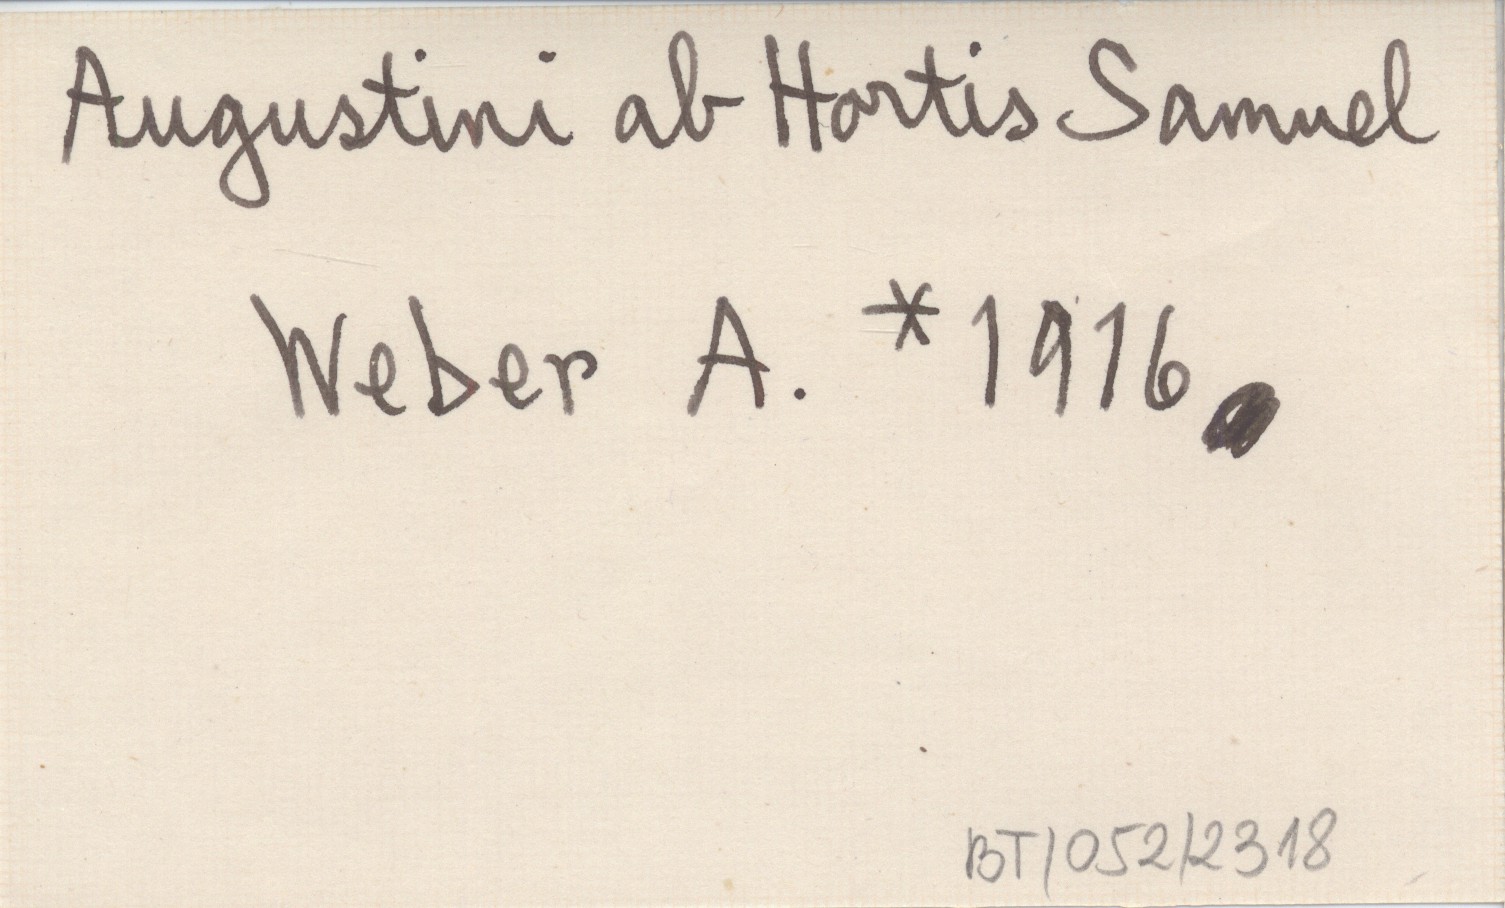 Augustini ab Hortis Samuel
Weber A. *1916
BT/052/2318